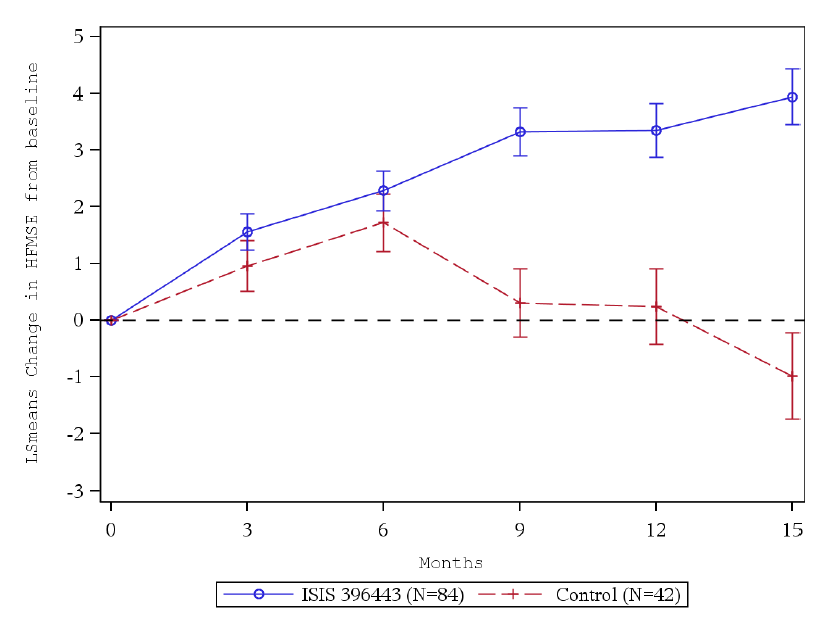 LSmeans Change in HFMSE from baseline
5
4
3
2
1
0
-1
-2
-3
0 3 6 9 12 15
Months
ISIS 396443 (N=84) Control (N=42)